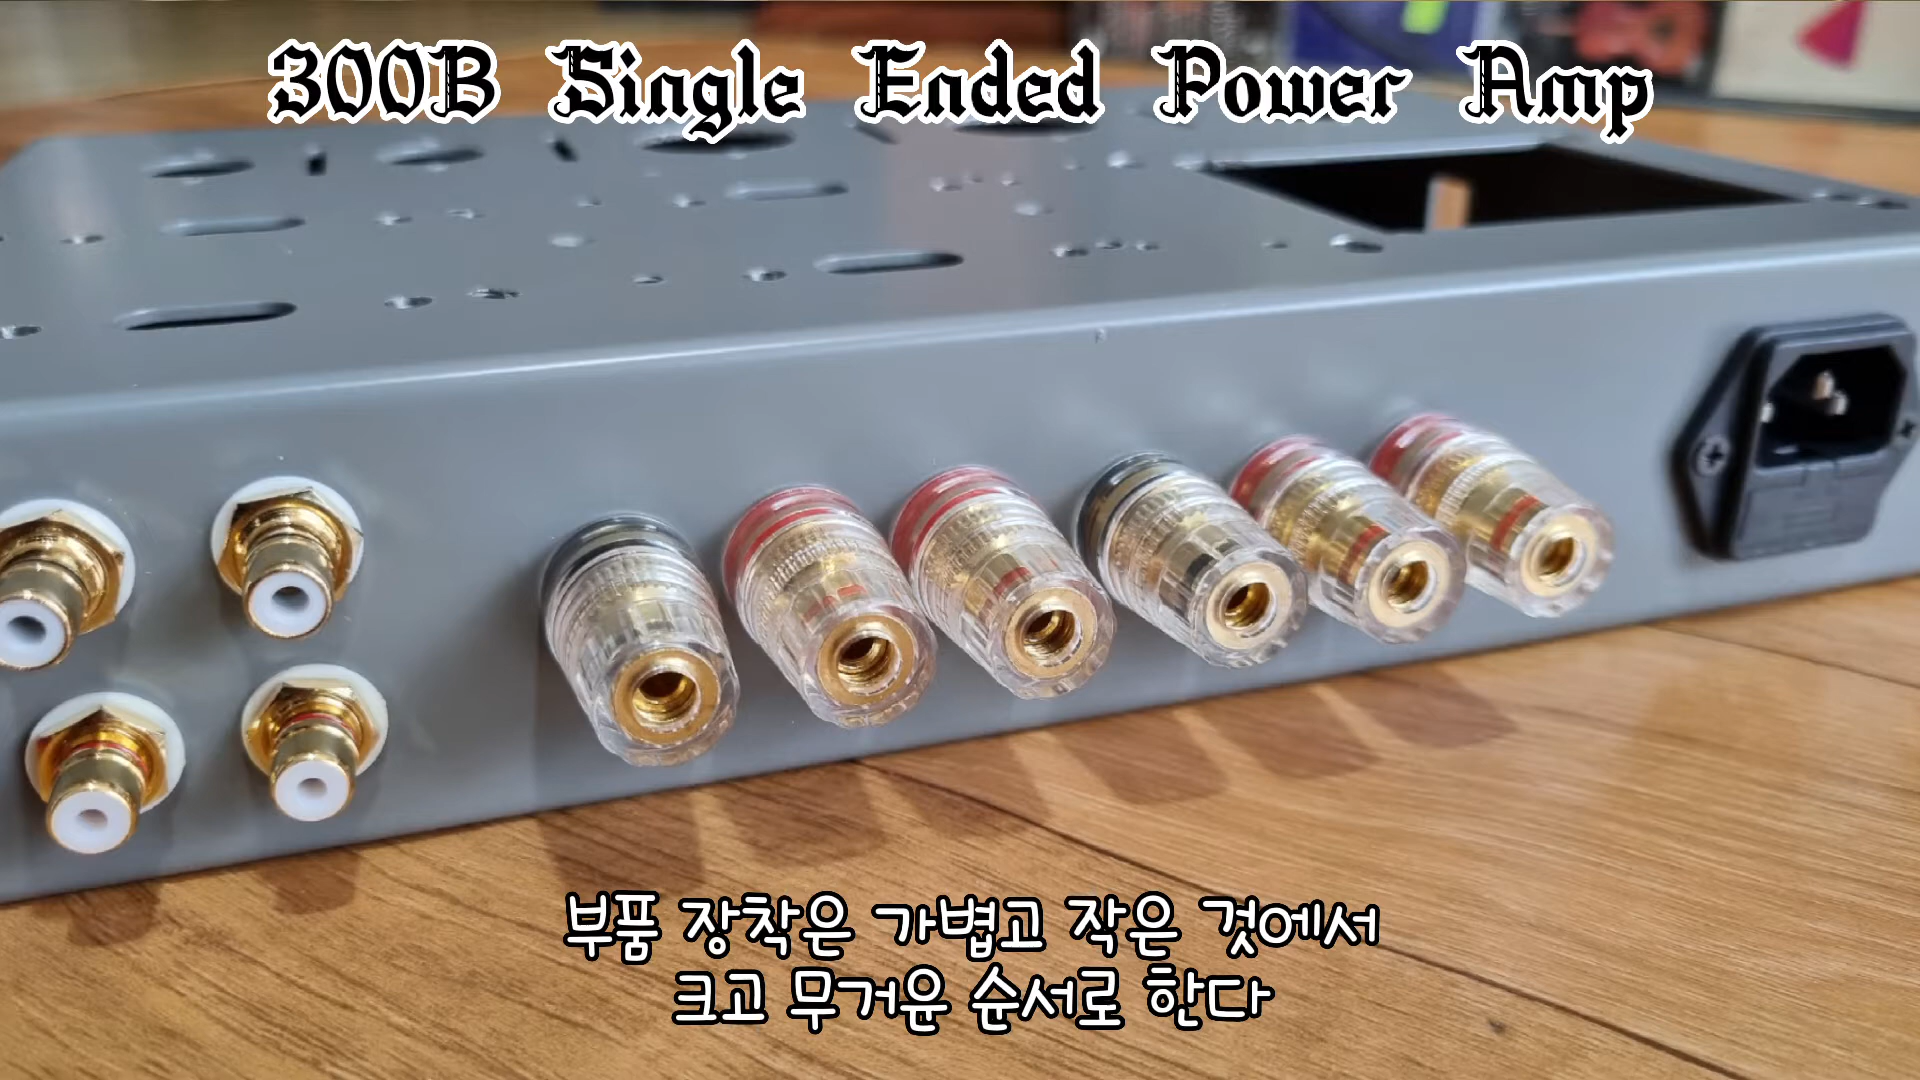 300B Single Ended Power Amp
부품 장착은 가볍고 작은 것에서
크고 무거운 순서로 한다